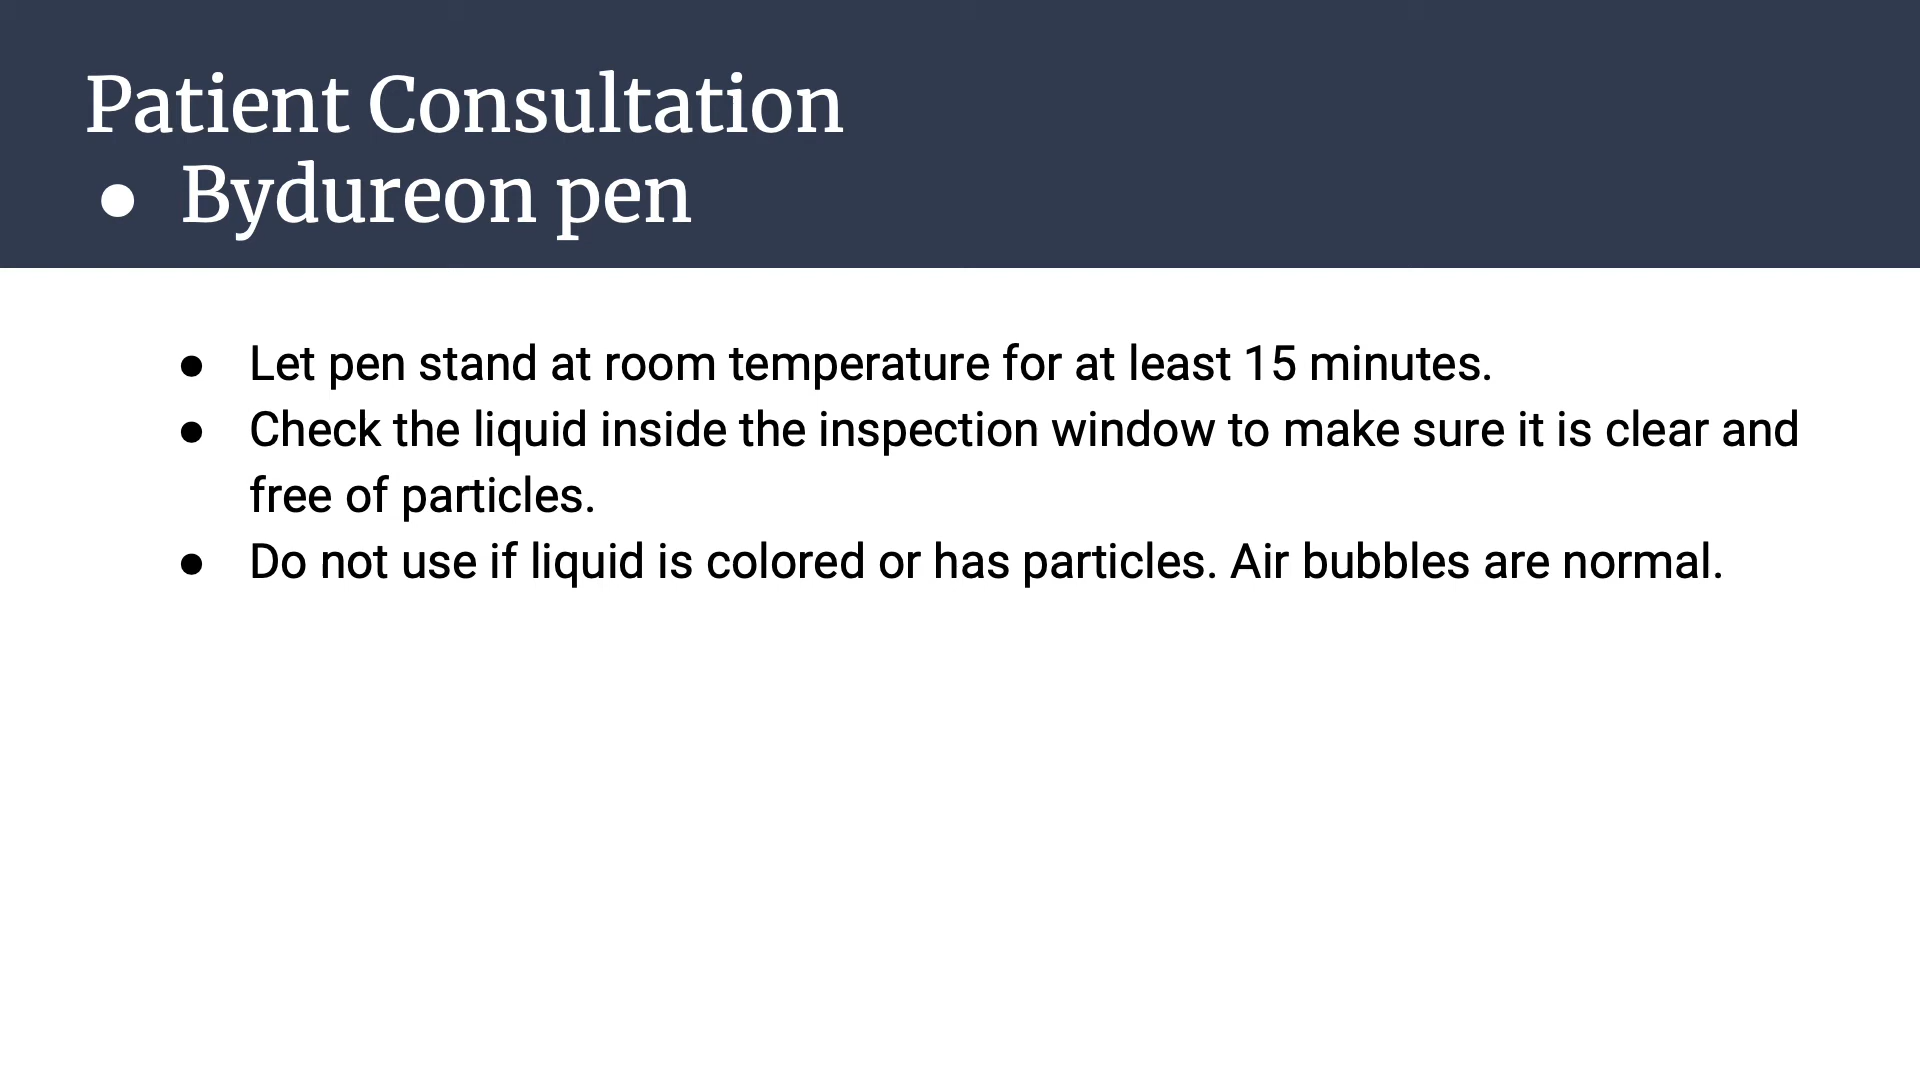 Patient Consultation
● Bydureon pen
● Let pen stand at room temperature for at least 15 minutes.
● Check the liquid inside the inspection window to make sure it is clear and
free of particles.
● Do not use if liquid is colored or has particles. Air bubbles are normal.